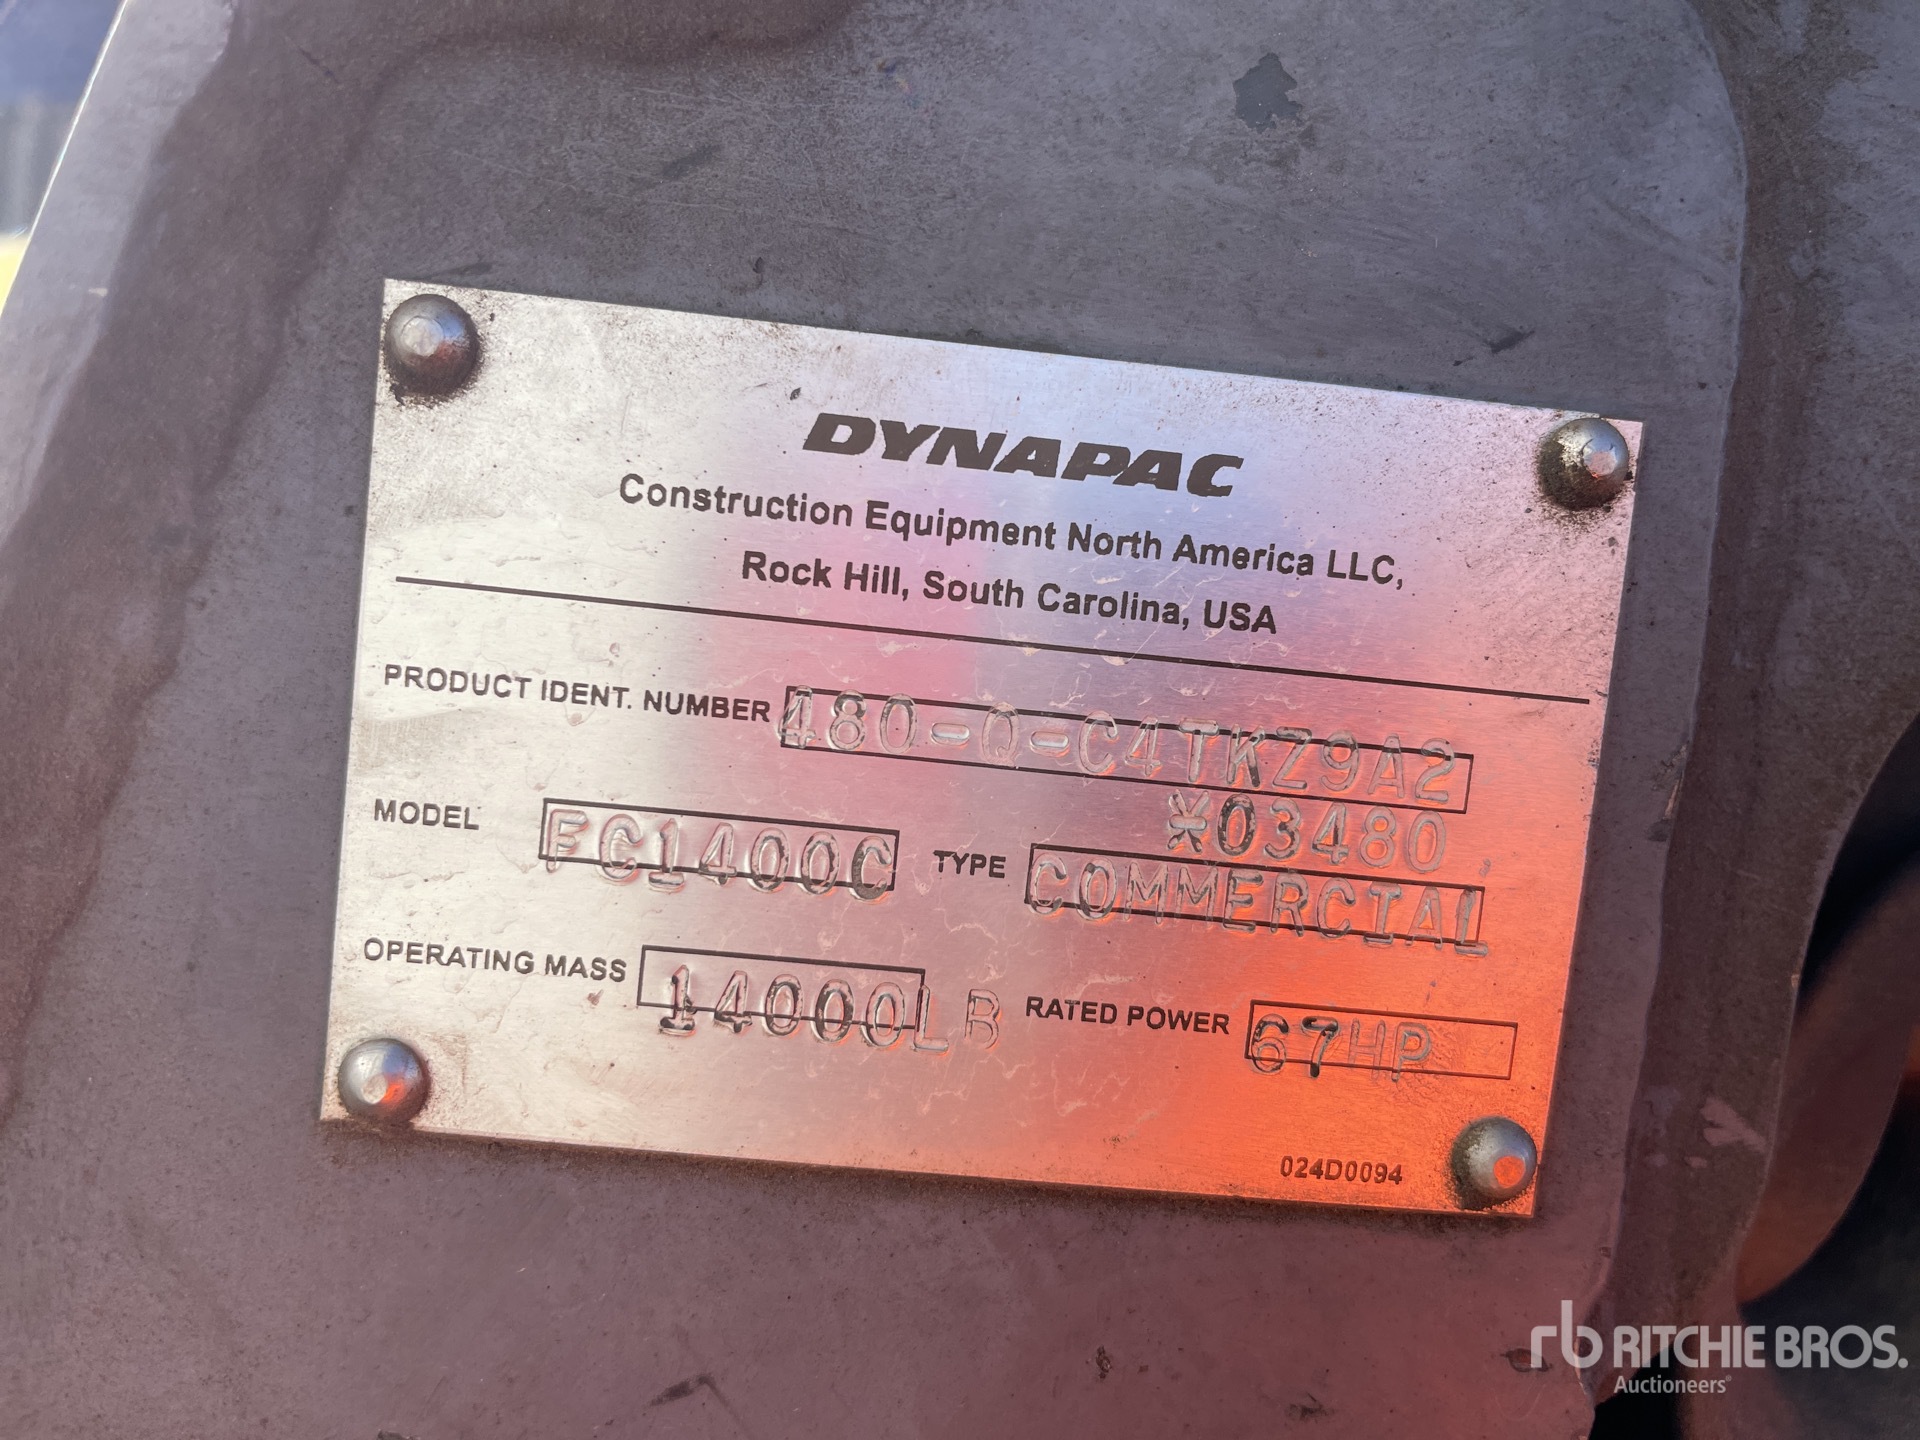 DYNAPAC
Construction Equipment North America LLC,
Rock Hill, South Carolina, USA
PRODUCT IDENT. NUMBER 480-Q-C4TKZ9A2
*03480
MODEL FC1400C TYPE COMMERCIAL
OPERATING MASS 14000LB RATED POWER 67HP
024D0094
rb RITCHIE BROS.
Auctioneers